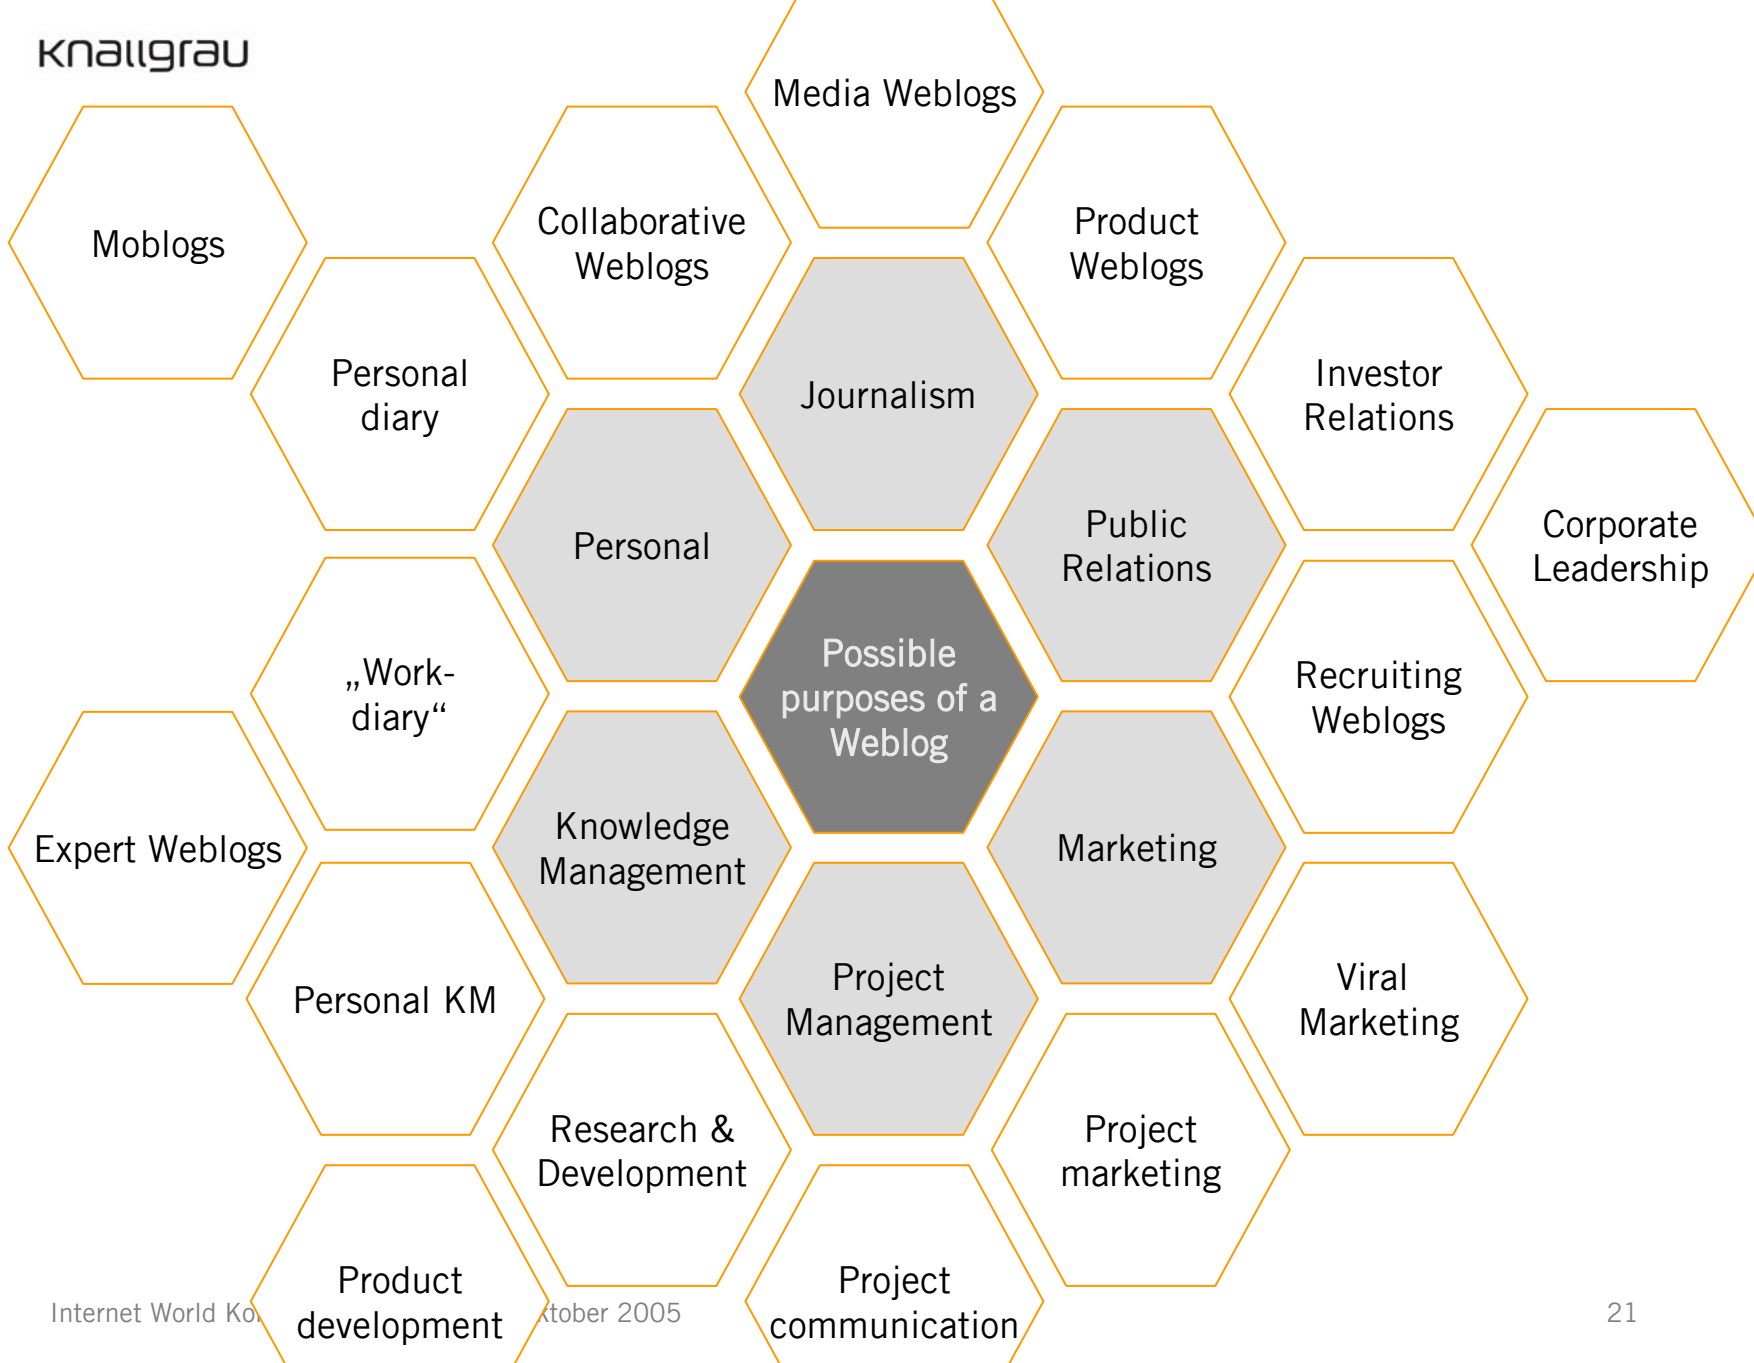 knallgrau
Media Weblogs
Moblogs
Collaborative
Weblogs
Product
Weblogs
Personal
diary
Journalism
Investor
Relations
Personal
Public
Relations
Corporate
Leadership
„Work-
diary“
Possible
purposes of a
Weblog
Recruiting
Weblogs
Expert Weblogs
Knowledge
Management
Marketing
Personal KM
Project
Management
Viral
Marketing
Research &
Development
Project
marketing
Product
development
Project
communication
Internet World 2005
21